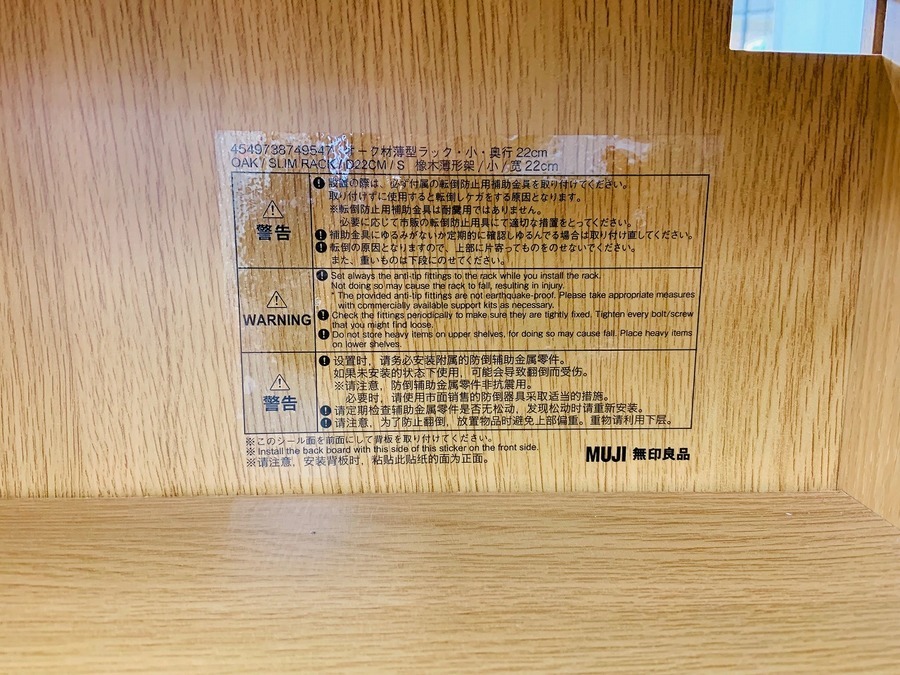 4549738749547 オーク材薄型ラック・小・奥行 22cm
OAK / SLIM RACK / D22CM / S 橡木薄形架 / 小 / 宽 22cm
警告
設置の際は、必ず付属の転倒防止用補助金具を取り付けてください。
取り付けずに使用すると転倒しケガをする原因となります。
※転倒防止用補助金具は耐震用ではありません。
必要に応じて市販の転倒防止用具にて適切な措置をとってください。
補助金具にゆるみがないか定期的に確認しゆるんでる場合は取り付け直してください。
転倒の原因となりますので、上部に片寄ってものをのせないでください。
また、重いものは下段にのせてください。
WARNING
Set always the anti-tip fittings to the rack while you install the rack.
Not doing so may cause the rack to fall, resulting in injury.
* The provided anti-tip fittings are not earthquake-proof. Please take appropriate measures
with commercially available support kits as necessary.
Check the fittings periodically to make sure they are tightly fixed. Tighten every bolt/screw
that you might find loose.
Do not store heavy items on upper shelves, for doing so may cause fall. Place heavy items
on lower shelves.
警告
设置时，请务必安装附属的防倒辅助金属零件。
如果未安装的状态下使用，可能会导致翻倒而受伤。
※请注意，防倒辅助金属零件非抗震用。
必要时，请使用市面销售的防倒器具采取适当的措施。
请定期检查辅助金属零件是否无松动，发现松动时请重新安装。
请注意，为了防止翻倒，放置物品时避免上部偏重。重物请利用下层。
※このシール面を前面にして背板を取り付けてください。
※ Install the back board with this side of this sticker on the front side.
※请注意，安装背板时，粘贴此贴纸的面为正面。
MUJI 無印良品